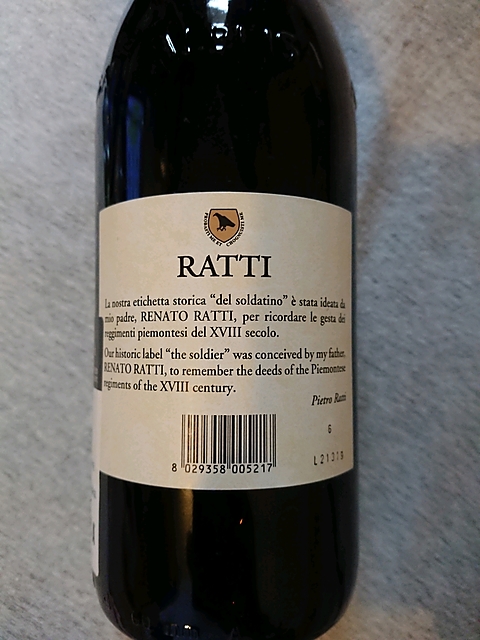 RATTI
La nostra etichetta storica "del soldatino" è stata ideata da
mio padre, RENATO RATTI, per ricordare le gesta dei
reggimenti piemontesi del XVIII secolo.
Our historic label "the soldier" was conceived by my father,
RENATO RATTI, to remember the deeds of the Piemontese
regiments of the XVIII century.
Pietro Ratti
6
8 029358 005217